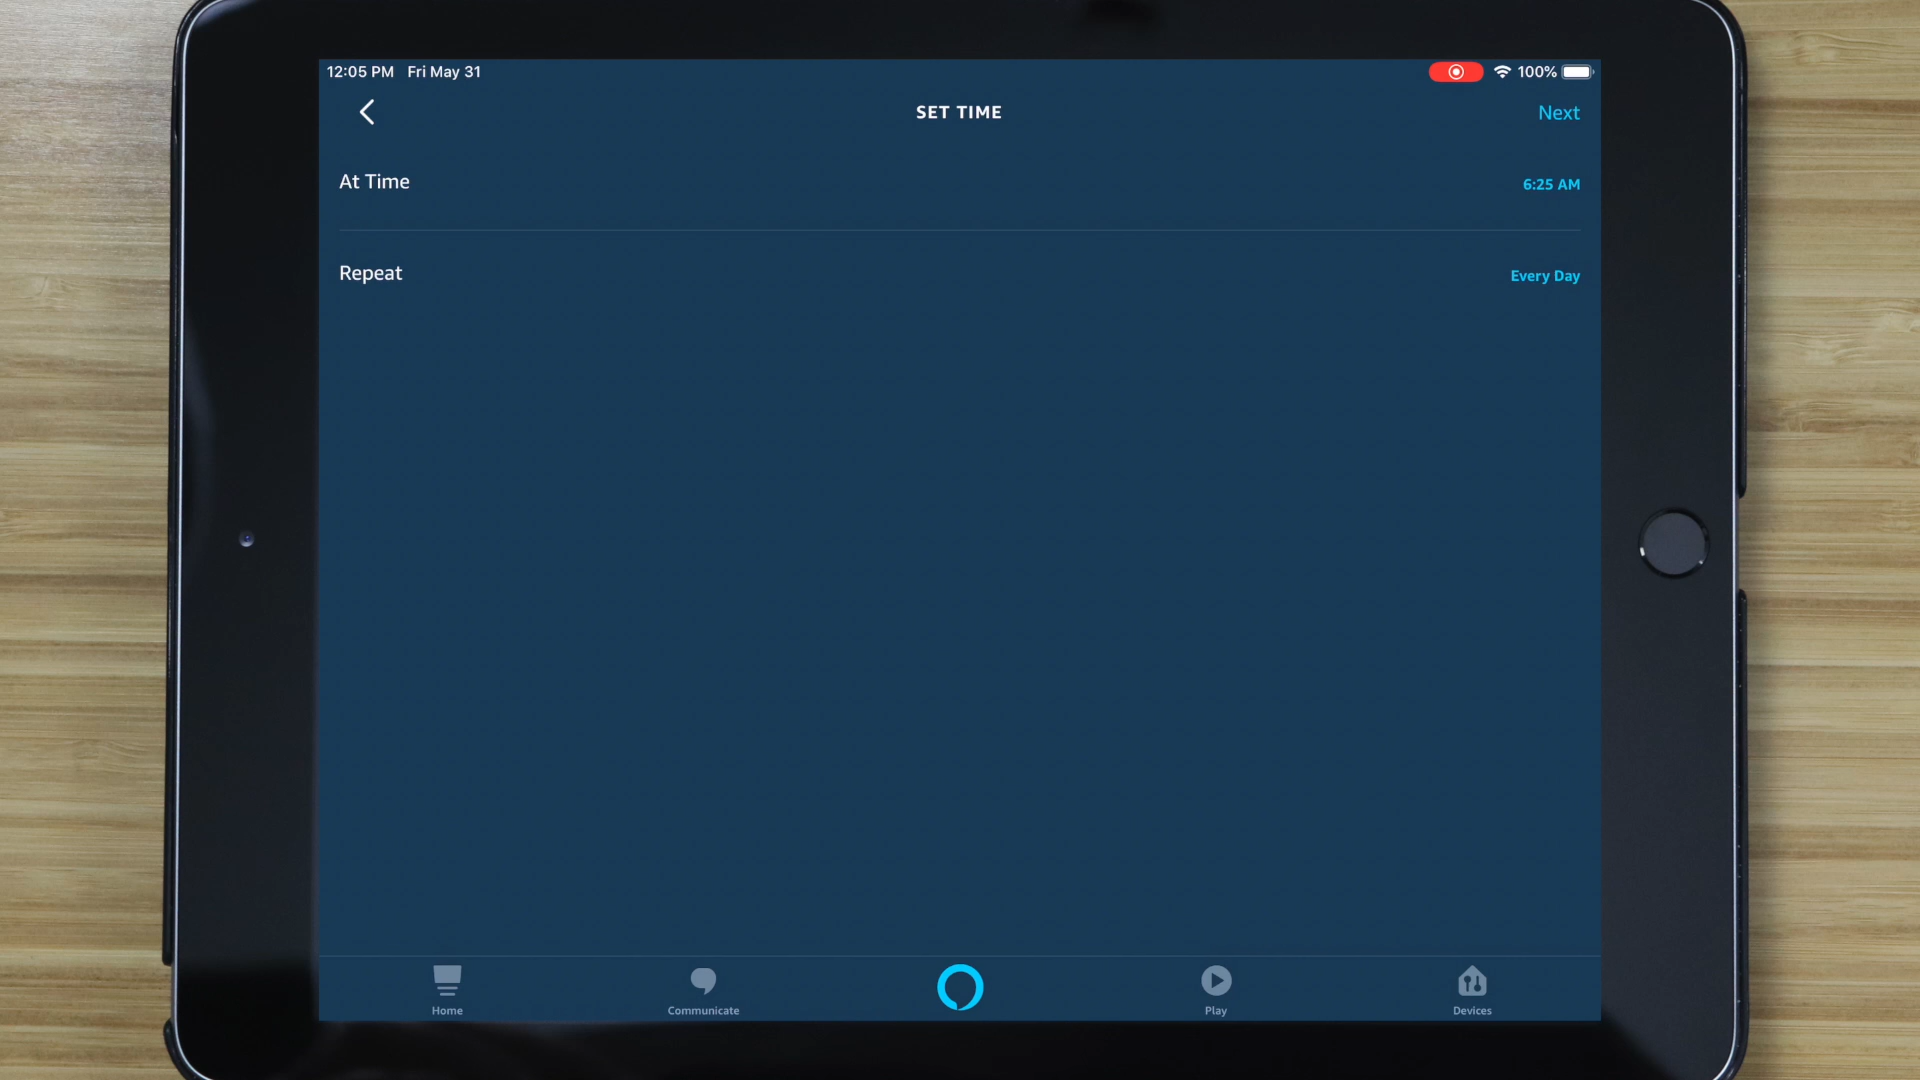 12:05 PM Fri May 31 100%
SET TIME Next
At Time 6:25 AM
Repeat Every Day
Home Communicate Play Devices